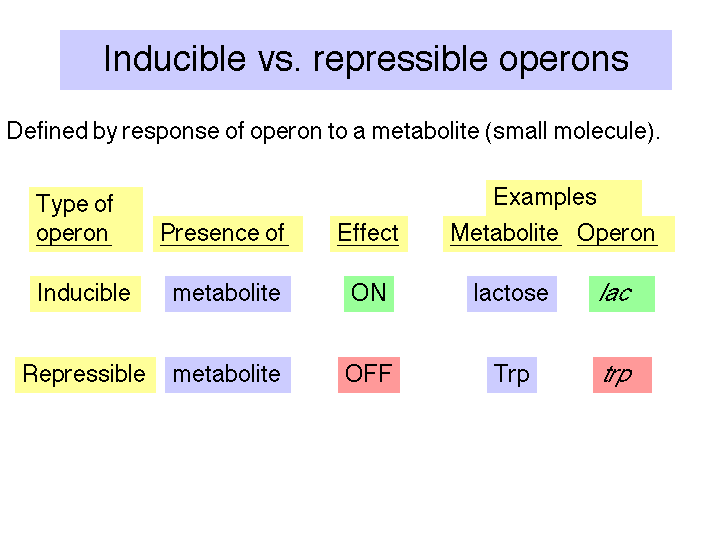 Inducible vs. repressible operons
Defined by response of operon to a metabolite (small molecule).
Examples
Type of
operon Presence of Effect Metabolite Operon
Inducible metabolite ON lactose lac
Repressible metabolite OFF Trp trp